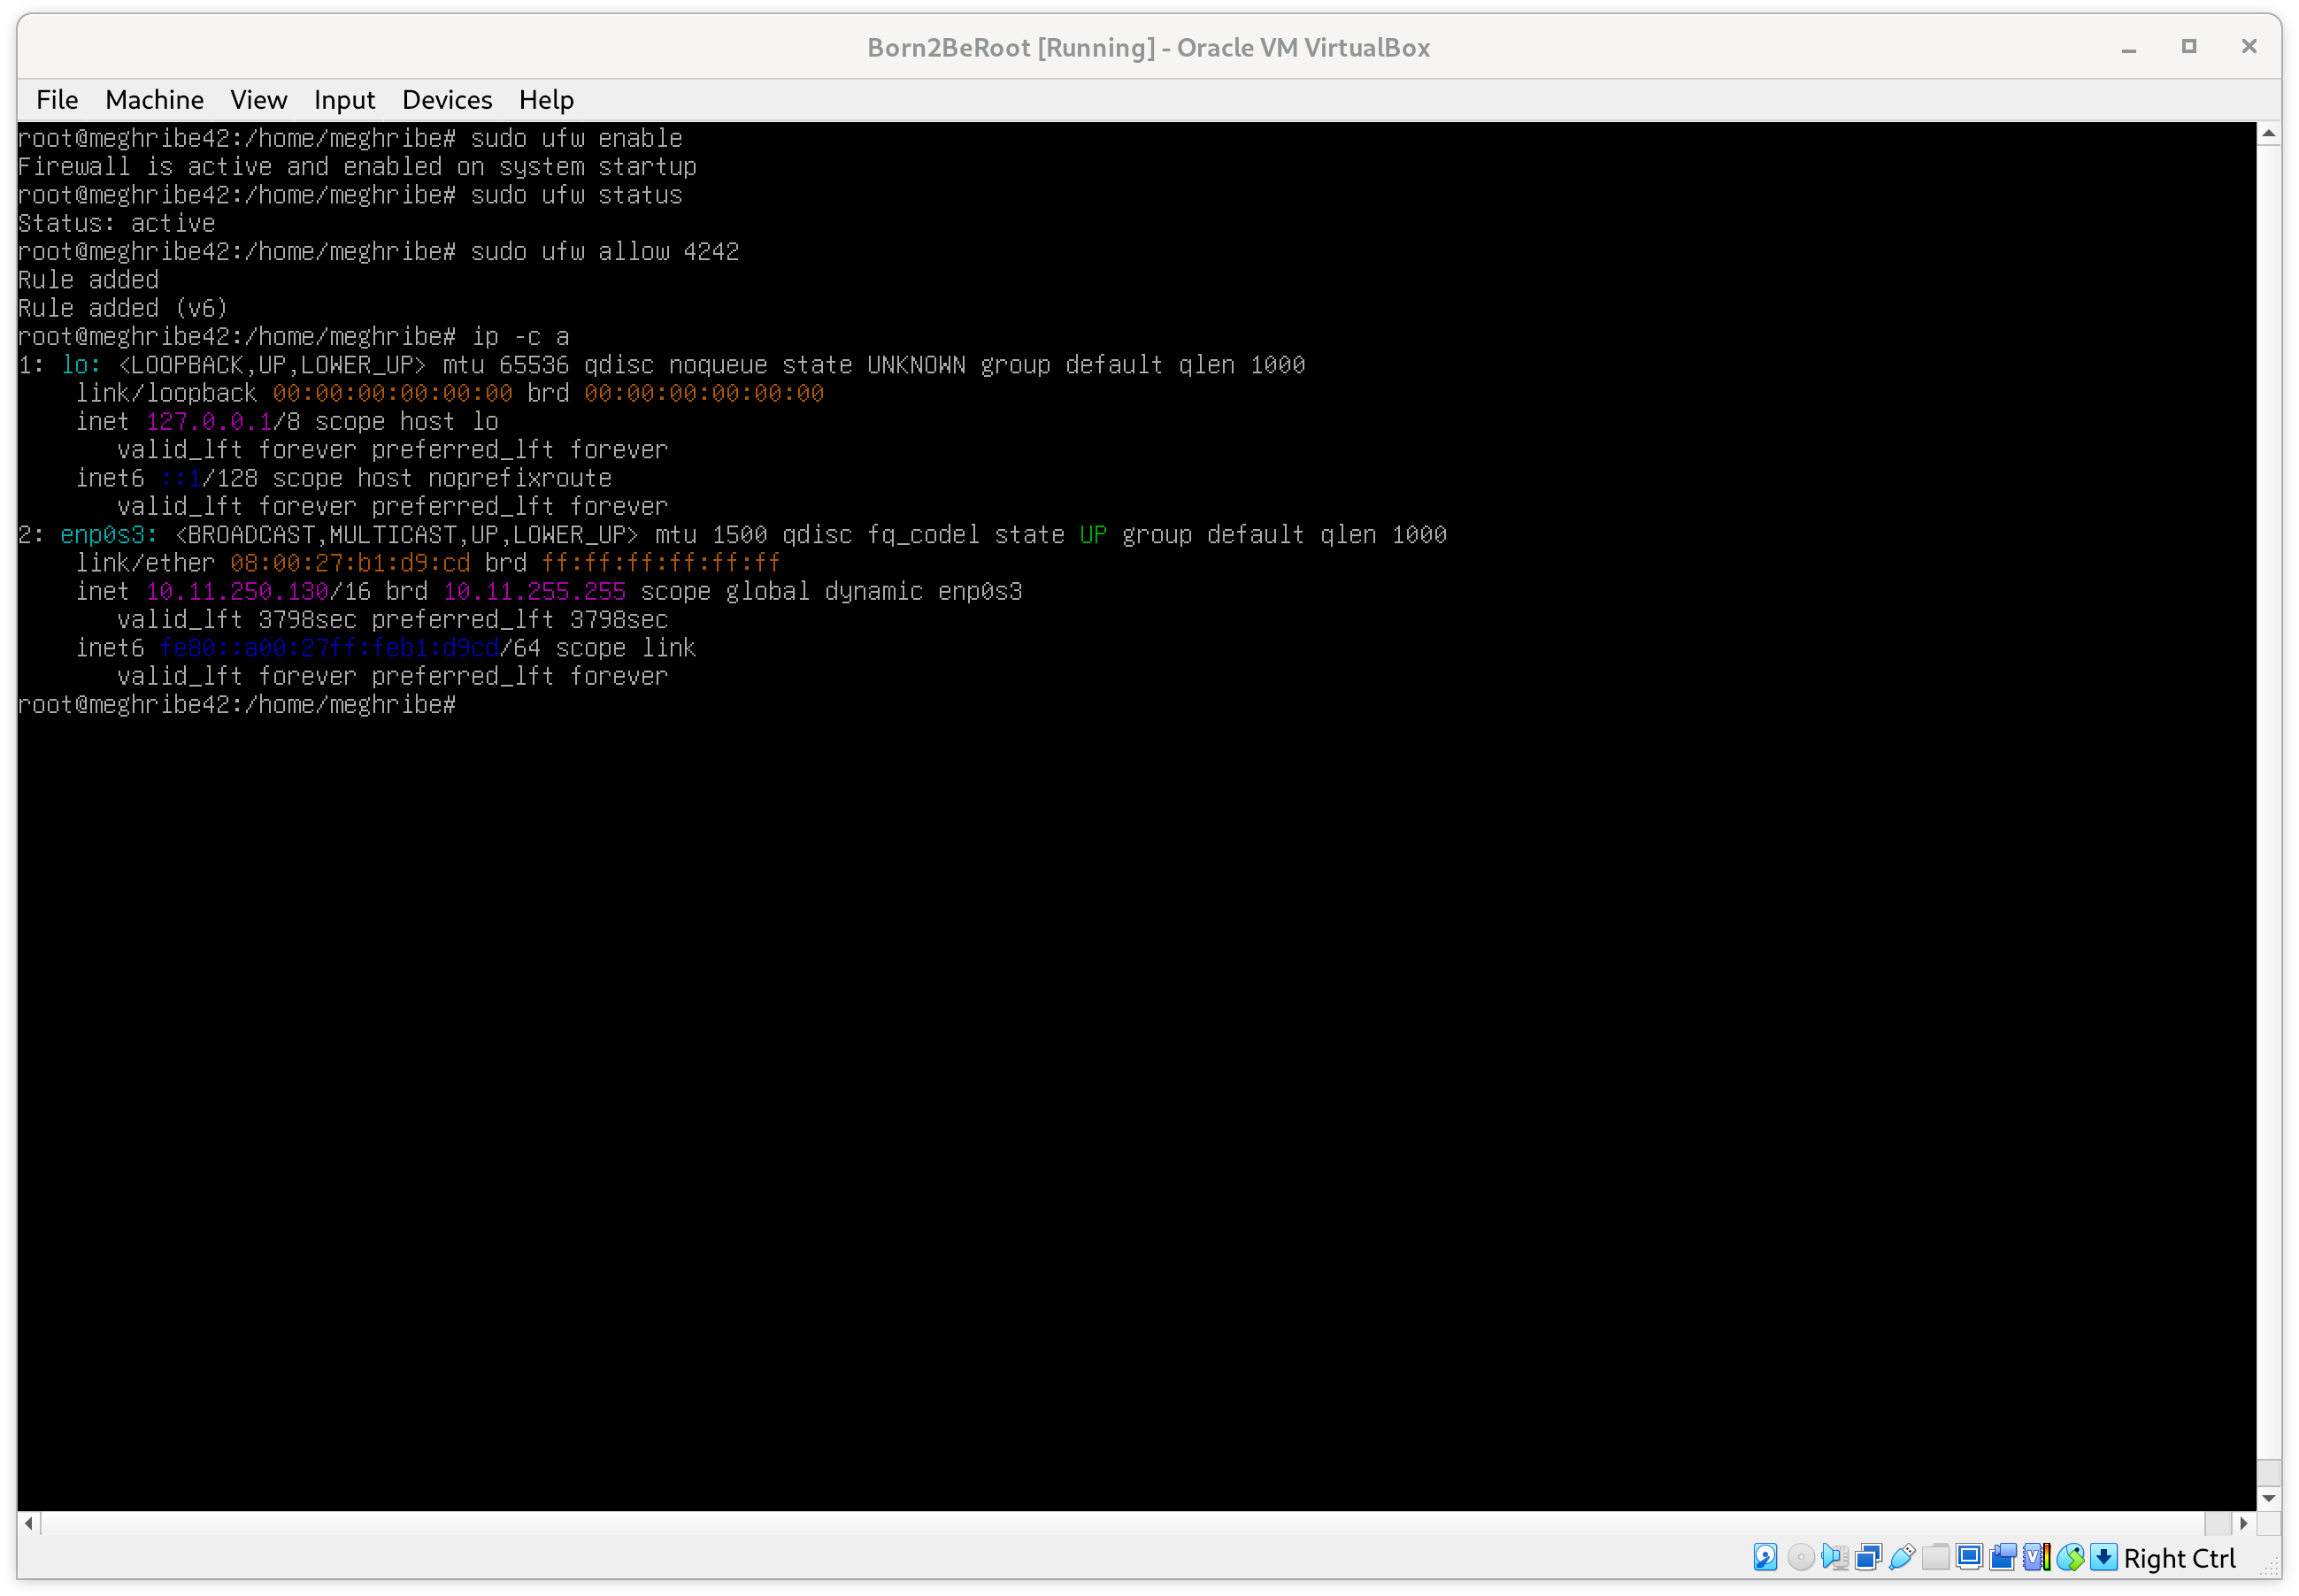 Born2BeRoot [Running] - Oracle VM VirtualBox
File Machine View Input Devices Help
root@meghribe42:/home/meghribe# sudo ufw enable
Firewall is active and enabled on system startup
root@meghribe42:/home/meghribe# sudo ufw status
Status: active
root@meghribe42:/home/meghribe# sudo ufw allow 4242
Rule added
Rule added (v6)
root@meghribe42:/home/meghribe# ip -c a
1: lo: <LOOPBACK,UP,LOWER_UP> mtu 65536 qdisc noqueue state UNKNOWN group default qlen 1000
    link/loopback 00:00:00:00:00:00 brd 00:00:00:00:00:00
    inet 127.0.0.1/8 scope host lo
       valid_lft forever preferred_lft forever
    inet6 ::1/128 scope host noprefixroute
       valid_lft forever preferred_lft forever
2: enp0s3: <BROADCAST,MULTICAST,UP,LOWER_UP> mtu 1500 qdisc fq_codel state UP group default qlen 1000
    link/ether 08:00:27:b1:d9:cd brd ff:ff:ff:ff:ff:ff
    inet 10.11.250.130/16 brd 10.11.255.255 scope global dynamic enp0s3
       valid_lft 3798sec preferred_lft 3798sec
    inet6 fe80::a00:27ff:feb1:d9cd/64 scope link
       valid_lft forever preferred_lft forever
root@meghribe42:/home/meghribe#
Right Ctrl